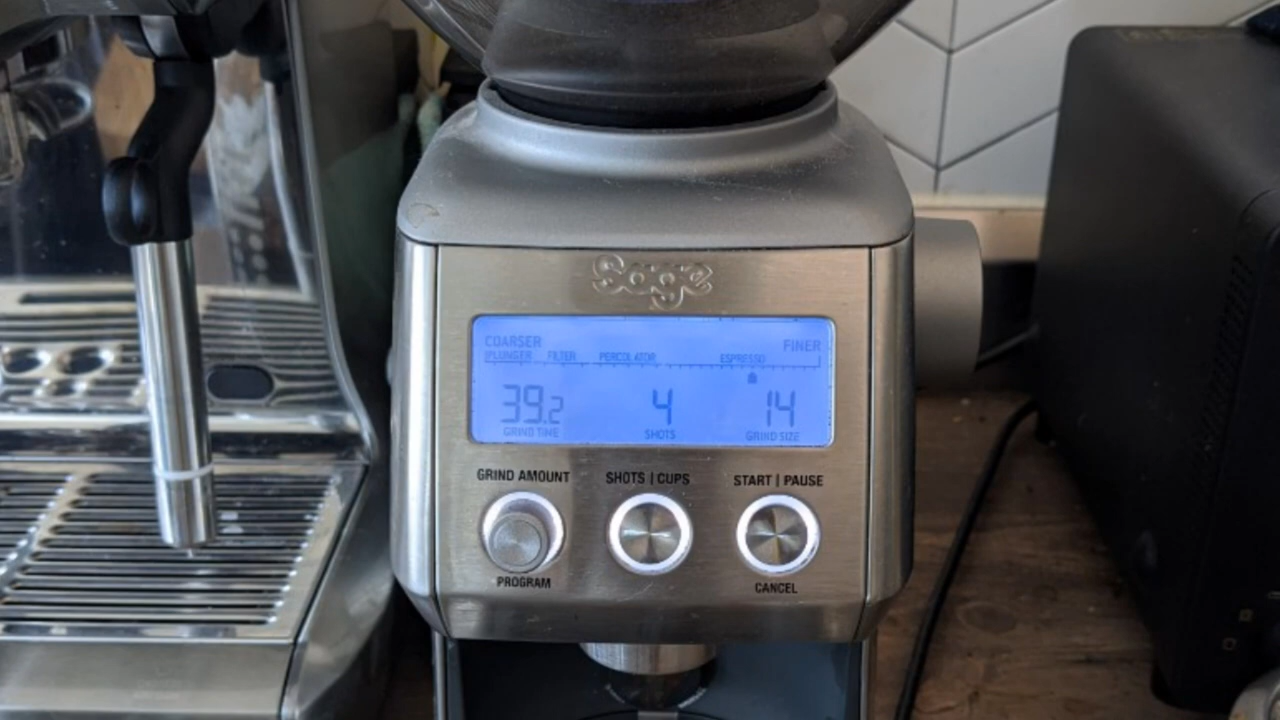 Sage
COARSER FINER
PLUNGER FILTER PERCOLATOR ESPRESSO
39.2 4 14
GRIND TIME SHOTS GRIND SIZE
GRIND AMOUNT SHOTS | CUPS START | PAUSE
PROGRAM CANCEL